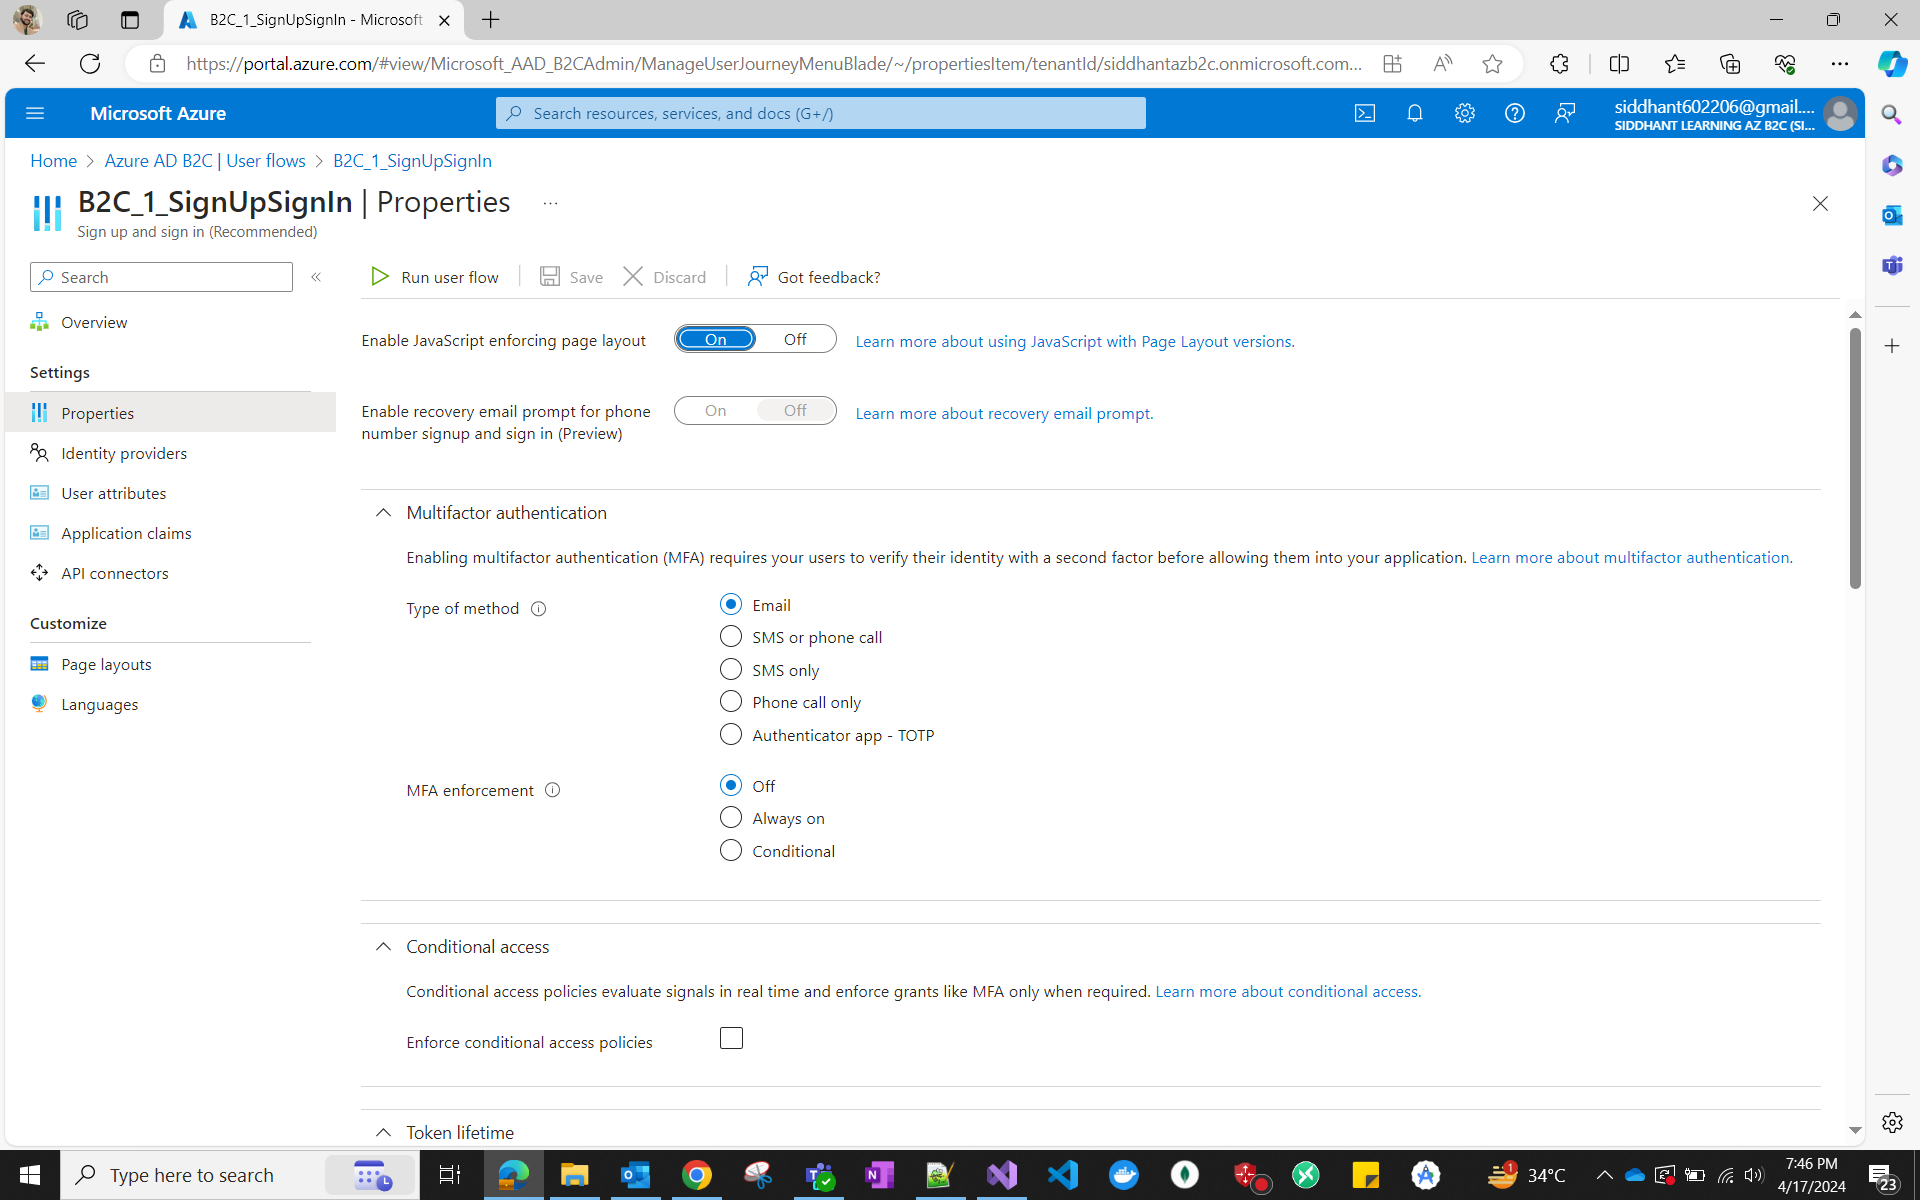 B2C_1_SignUpSignIn - Microsoft
https://portal.azure.com/#view/Microsoft_AAD_B2CAdmin/ManageUserJourneyMenuBlade/~/propertiesItem/tenantId/siddhantazb2c.onmicrosoft.com...
Microsoft Azure
Search resources, services, and docs (G+/)
siddhant602206@gmail....
SIDDHANT LEARNING AZ B2C (SI...
Home > Azure AD B2C | User flows > B2C_1_SignUpSignIn
B2C_1_SignUpSignIn | Properties ...
Sign up and sign in (Recommended)
Search
Run user flow
Save
Discard
Got feedback?
Overview
Settings
Properties
Identity providers
User attributes
Application claims
API connectors
Customize
Page layouts
Languages
Enable JavaScript enforcing page layout
On Off
Learn more about using JavaScript with Page Layout versions.
Enable recovery email prompt for phone
number signup and sign in (Preview)
On Off
Learn more about recovery email prompt.
Multifactor authentication
Enabling multifactor authentication (MFA) requires your users to verify their identity with a second factor before allowing them into your application. Learn more about multifactor authentication.
Type of method
Email
SMS or phone call
SMS only
Phone call only
Authenticator app - TOTP
MFA enforcement
Off
Always on
Conditional
Conditional access
Conditional access policies evaluate signals in real time and enforce grants like MFA only when required. Learn more about conditional access.
Enforce conditional access policies
Token lifetime
Type here to search
1
34°C
7:46 PM
4/17/2024
23